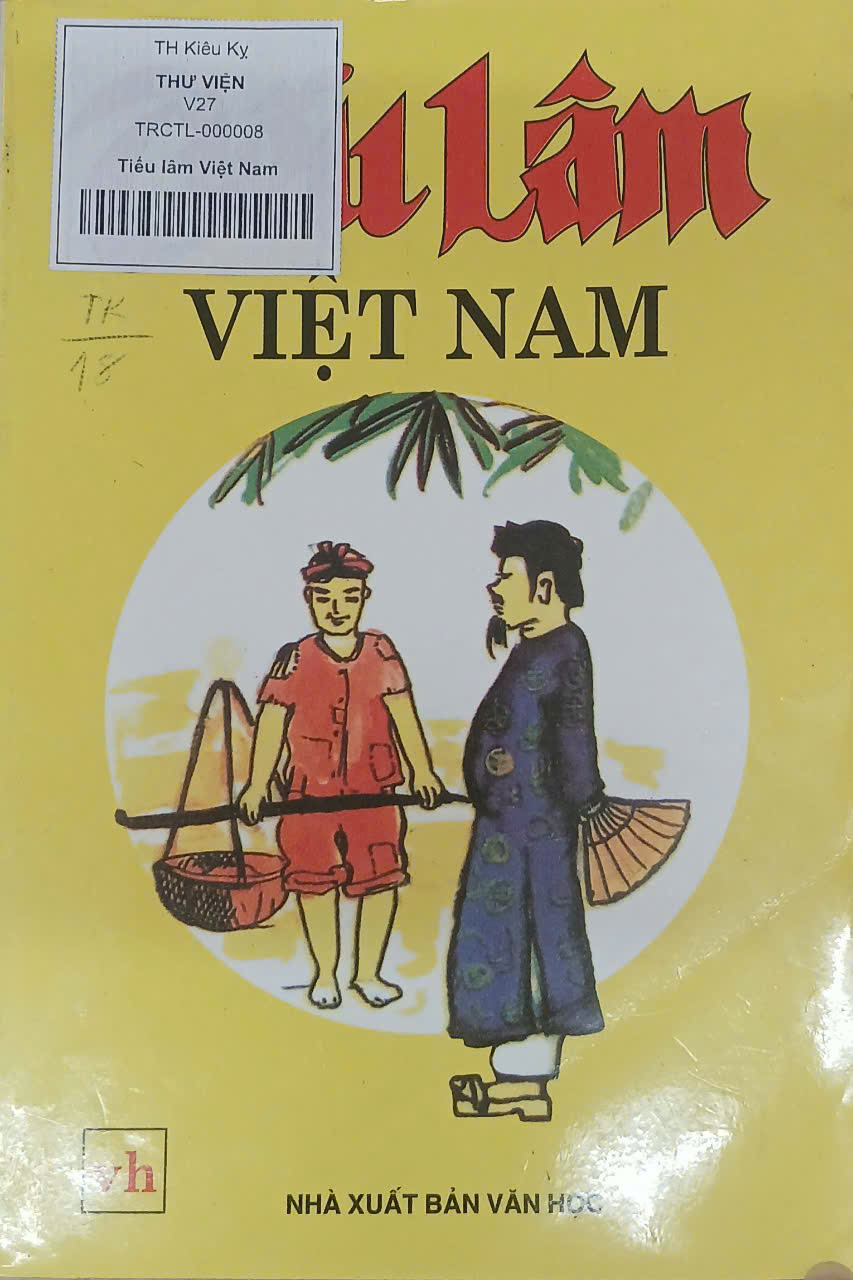 TH Kiêu Kỵ
THƯ VIỆN
V27
TRCTL-000008
Tiếu lâm Việt Nam
Lâm
VIỆT NAM
TK
18
vh
NHÀ XUẤT BẢN VĂN HỌC